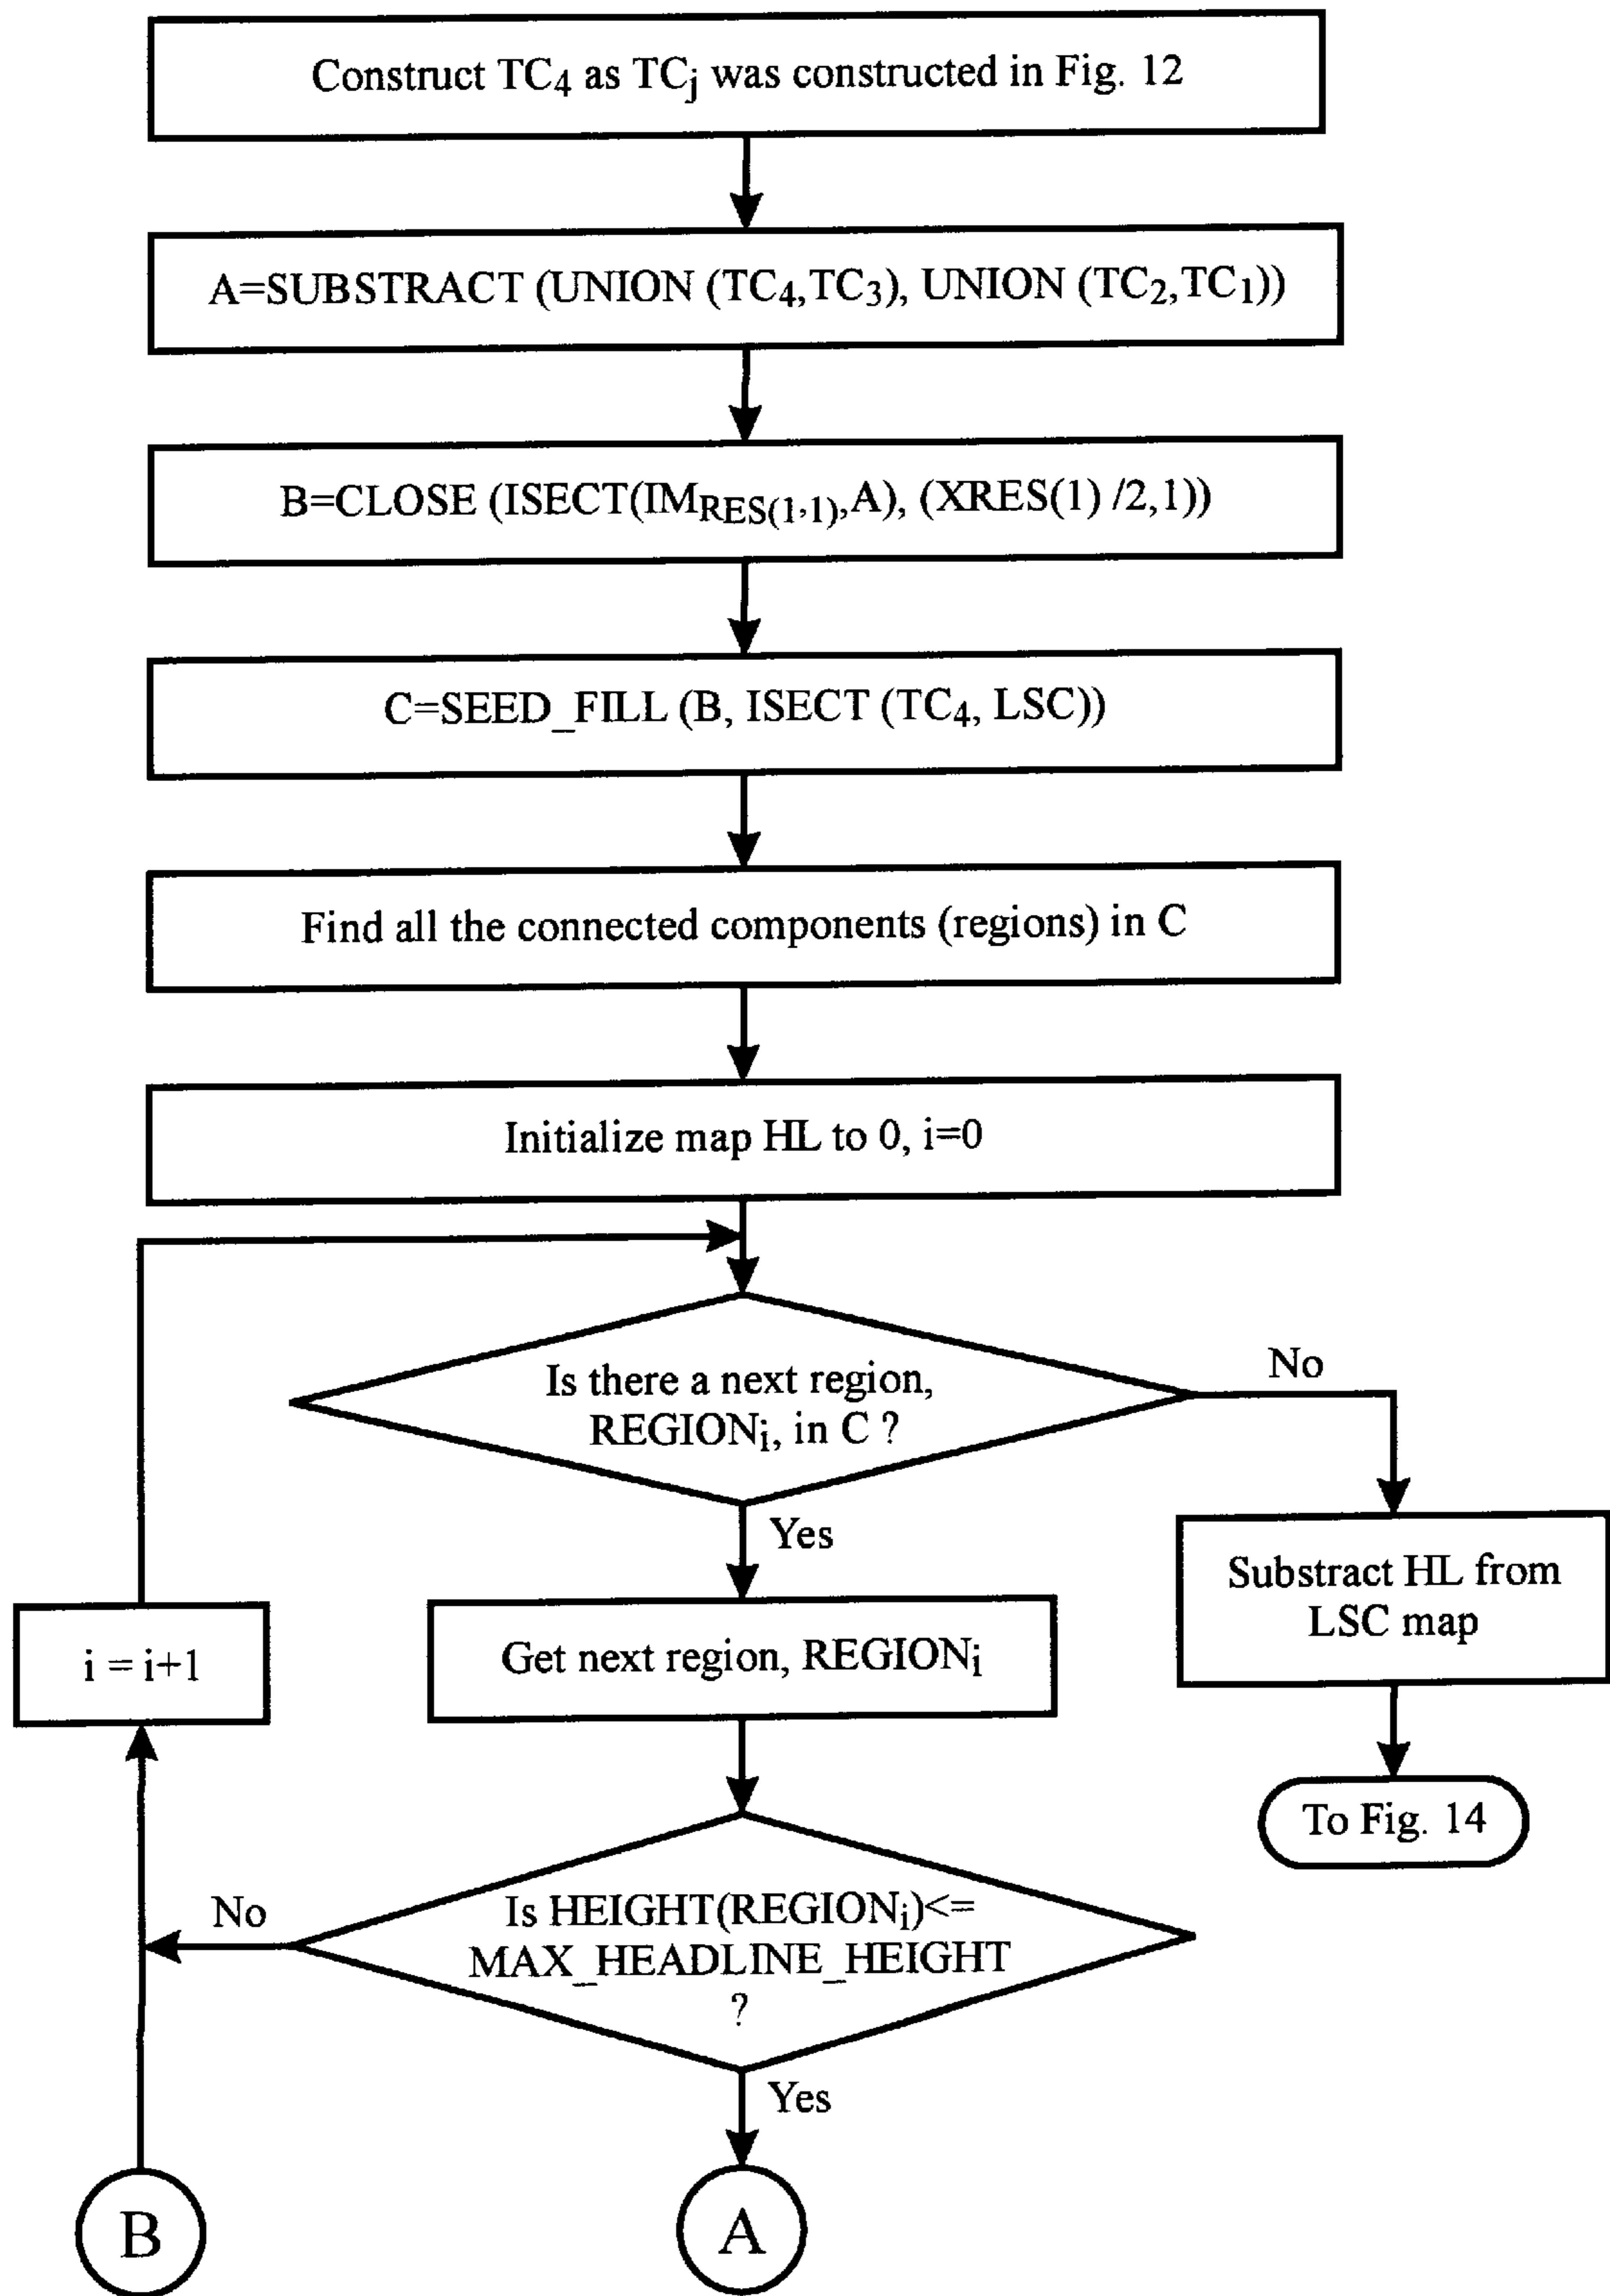 Construct TC4 as TCj was constructed in Fig. 12
A=SUBSTRACT (UNION (TC4,TC3), UNION (TC2,TC1))
B=CLOSE (ISECT(IMRES(1,1),A), (XRES(1) /2,1))
C=SEED_FILL (B, ISECT (TC4, LSC))
Find all the connected components (regions) in C
Initialize map HL to 0, i=0
Is there a next region,
REGIONi, in C ?
No
Yes
Substract HL from
LSC map
i = i+1
Get next region, REGIONi
To Fig. 14
No
Is HEIGHT(REGIONi)<=
MAX_HEADLINE_HEIGHT
?
Yes
B
A